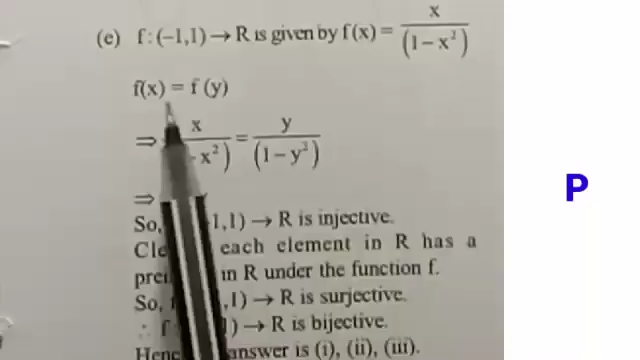 (e) f : (−1,1) → R is given by f(x) = x/(1 − x²)
f(x) = f (y)
⇒ x/( − x²) = y/(1 − y²)
⇒
So, ,1) → R is injective.
each element in R has a
in R under the function f.
So, ,1) → R is surjective.
∴ f 1) → R is bijective.
answer is (i), (ii), (iii).
P